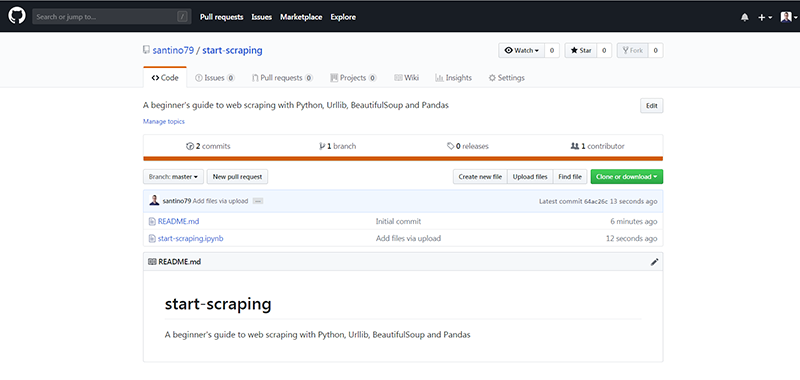 Search or jump to... /
Pull requests Issues Marketplace Explore
santino79 / start-scraping
Watch 0 Star 0 Fork 0
Code Issues 0 Pull requests 0 Projects 0 Wiki Insights Settings
A beginner's guide to web scraping with Python, Urllib, BeautifulSoup and Pandas Edit
Manage topics
2 commits 1 branch 0 releases 1 contributor
Branch: master New pull request Create new file Upload files Find file Clone or download
santino79 Add files via upload ... Latest commit 64ac26c 13 seconds ago
README.md Initial commit 6 minutes ago
start-scraping.ipynb Add files via upload 12 seconds ago
README.md
start-scraping
A beginner's guide to web scraping with Python, Urllib, BeautifulSoup and Pandas